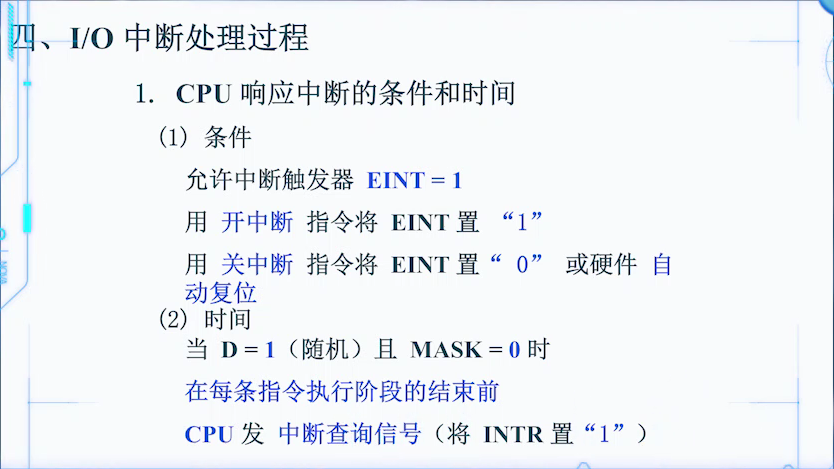 四、I/O 中断处理过程
1. CPU 响应中断的条件和时间
(1) 条件
允许中断触发器 EINT = 1
用 开中断 指令将 EINT 置 “1”
用 关中断 指令将 EINT 置“ 0” 或硬件 自
动复位
(2) 时间
当 D = 1（随机）且 MASK = 0 时
在每条指令执行阶段的结束前
CPU 发 中断查询信号（将 INTR 置“1”）